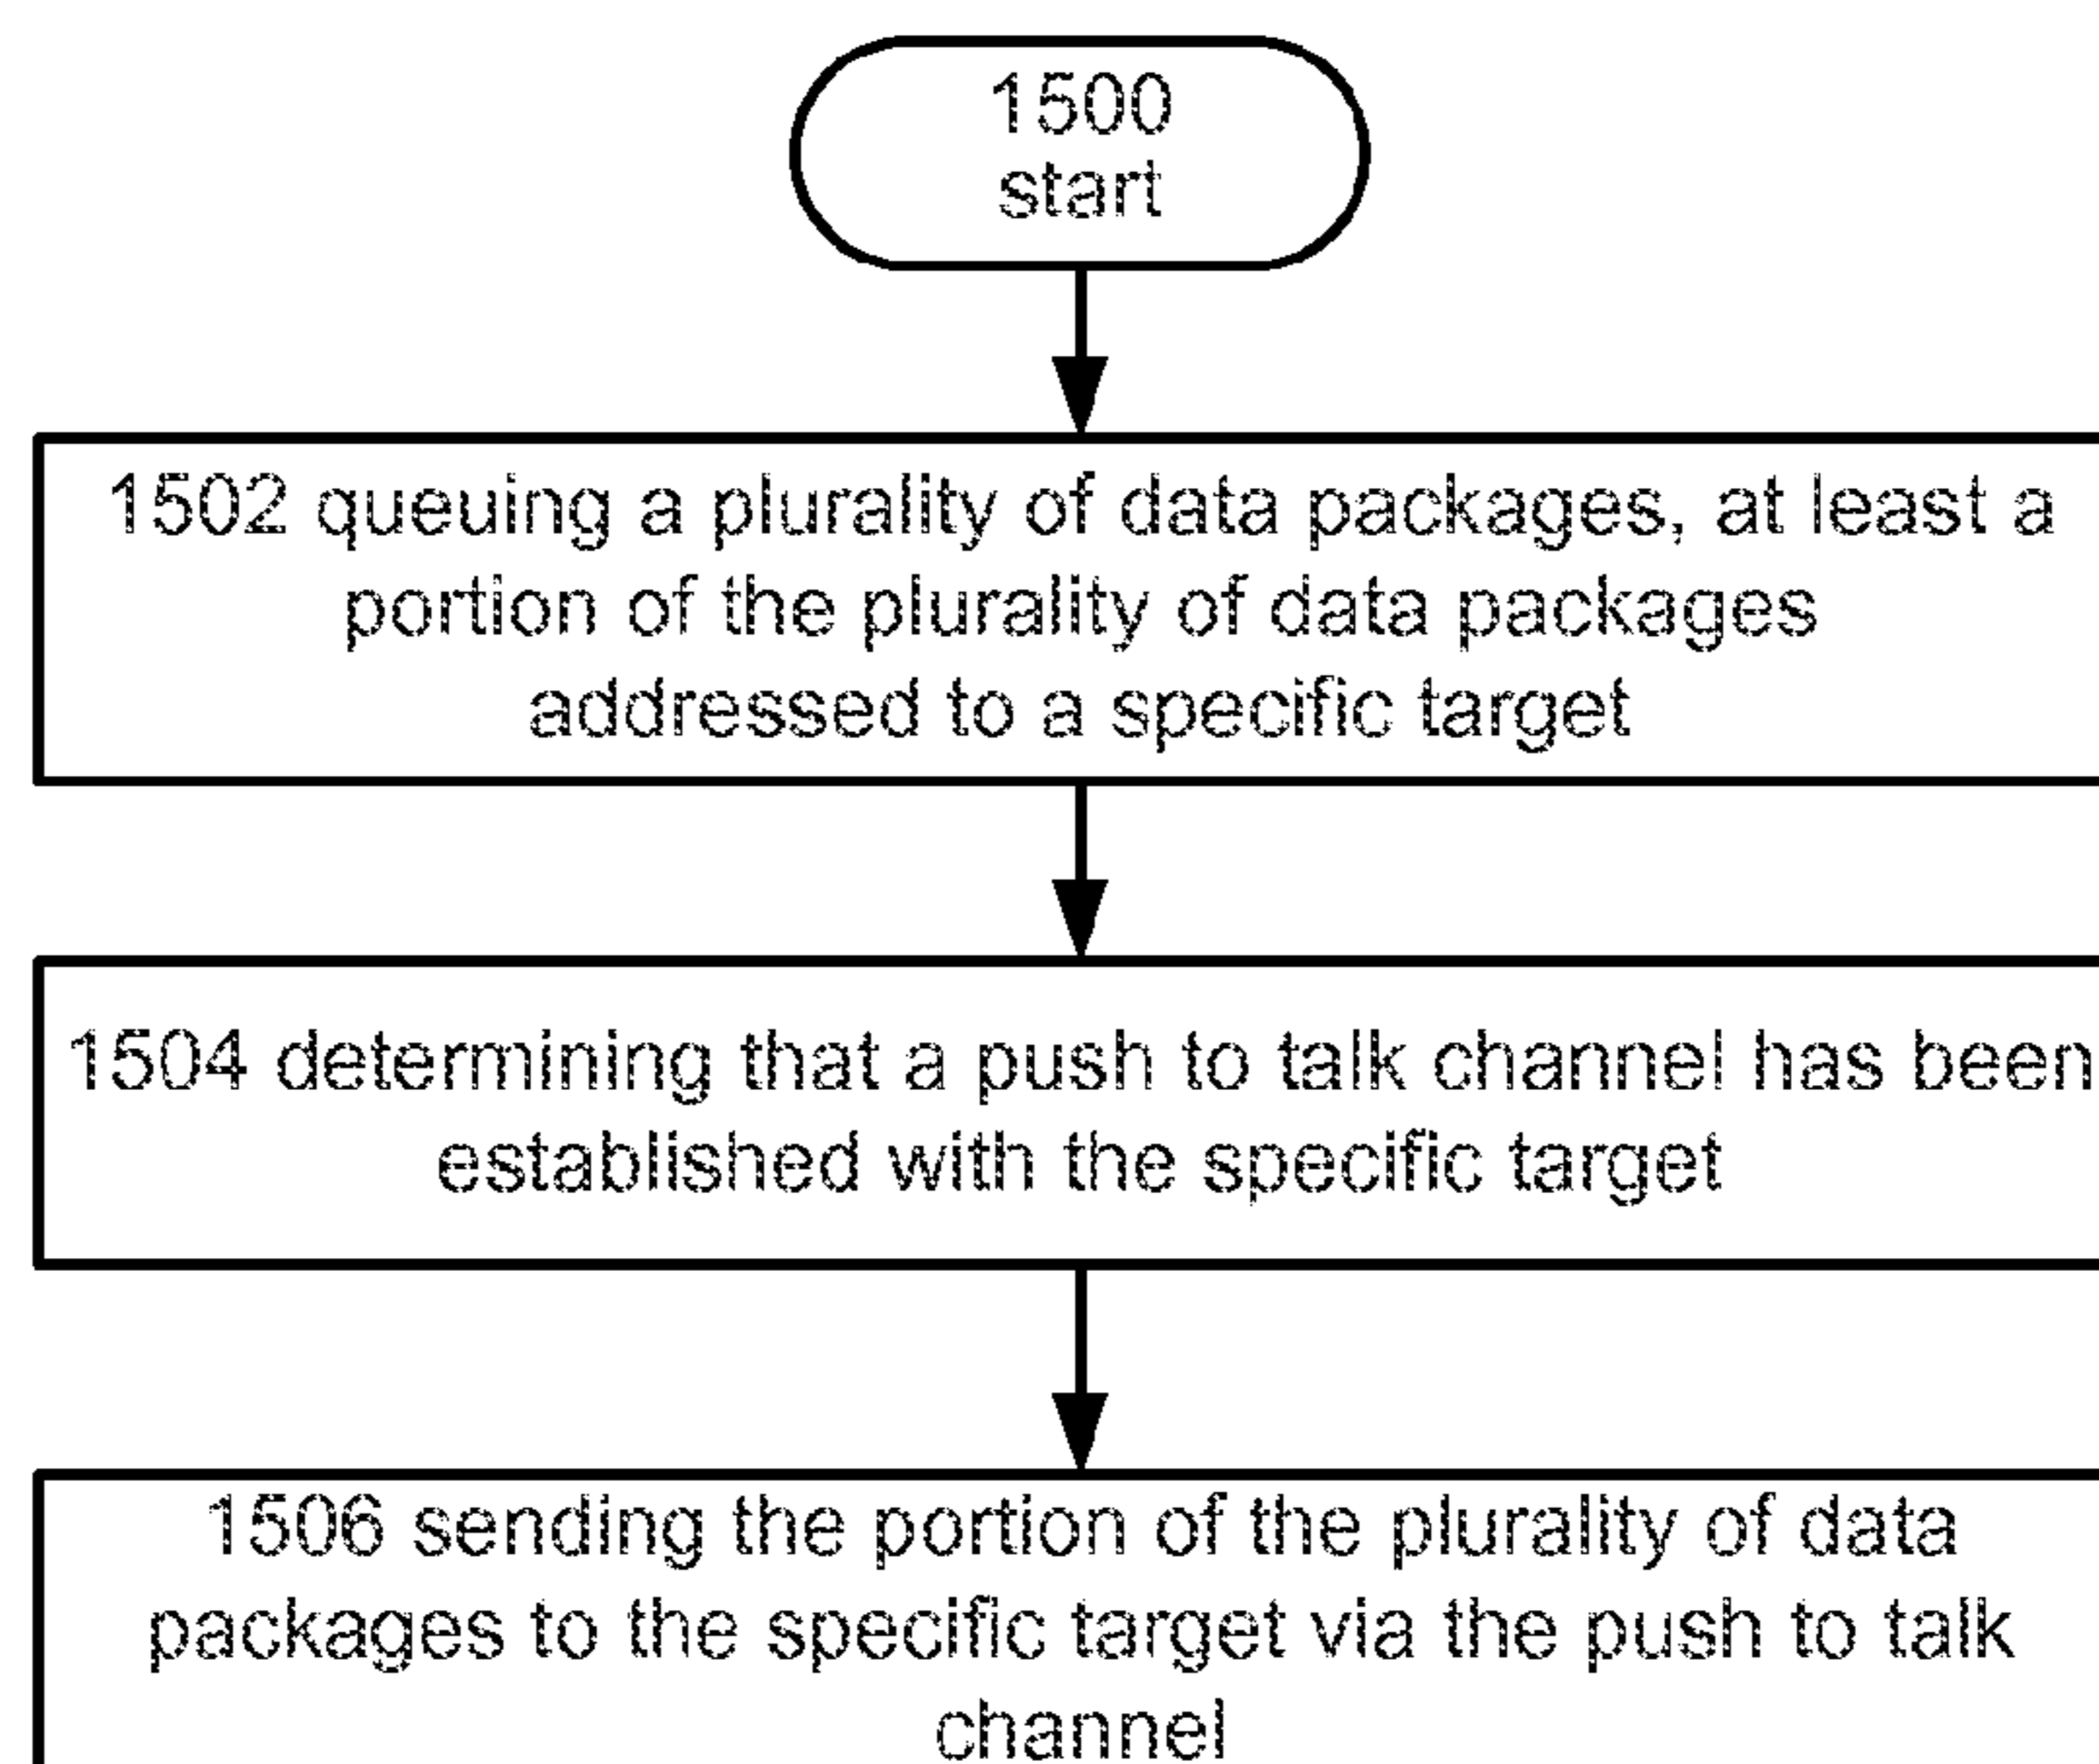 1500
start
1502 queuing a plurality of data packages, at least a
portion of the plurality of data packages
addressed to a specific target
1504 determining that a push to talk channel has been
established with the specific target
1506 sending the portion of the plurality of data
packages to the specific target via the push to talk
channel